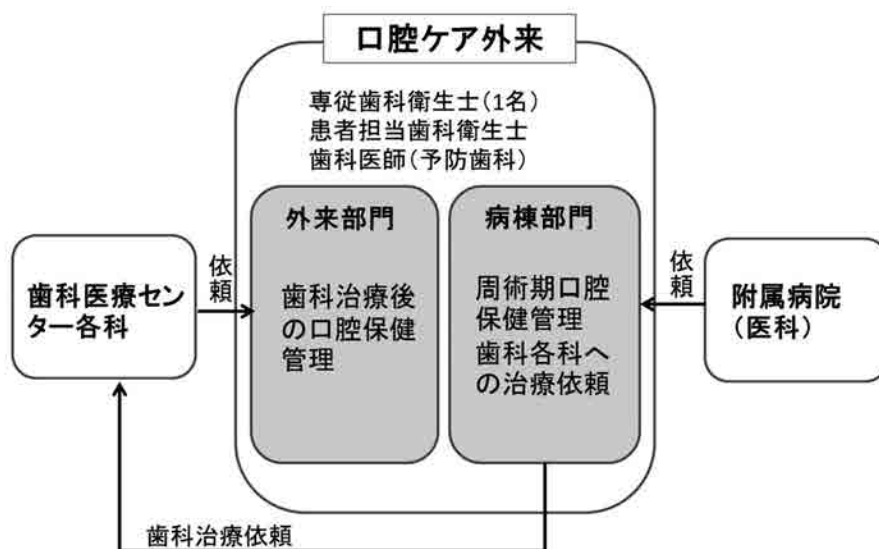 口腔ケア外来
専従歯科衛生士(1名)
患者担当歯科衛生士
歯科医師(予防歯科)
歯科医療セン
ター各科
依頼
外来部門
歯科治療後
の口腔保健
管理
病棟部門
周術期口腔
保健管理
歯科各科へ
の治療依頼
依頼
附属病院
(医科)
歯科治療依頼